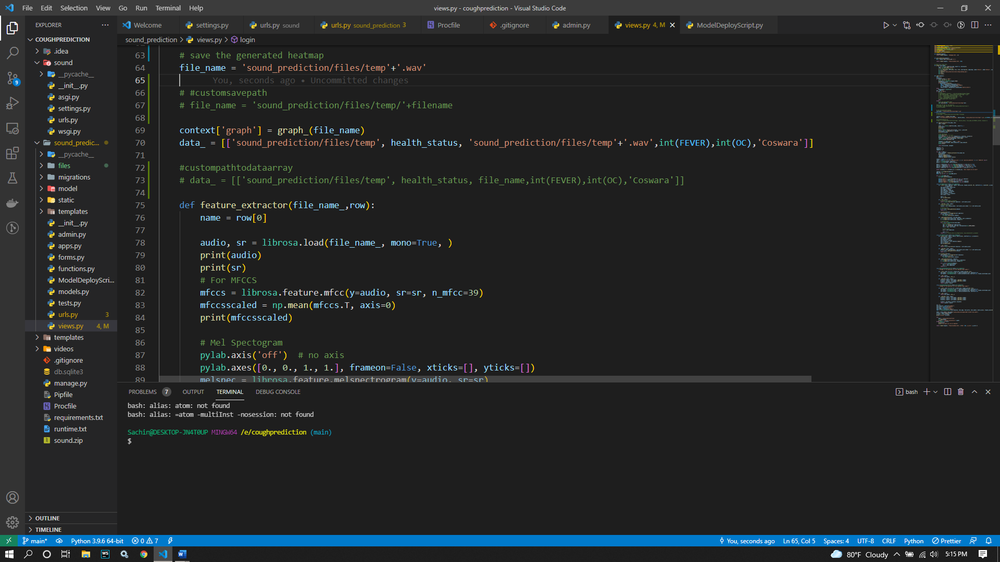 File Edit Selection View Go Run Terminal Help
views.py - coughprediction - Visual Studio Code
EXPLORER
COUGHPREDICTION
.idea
sound
__pycache__
__init__.py
asgi.py
settings.py
urls.py
wsgi.py
sound_predic...
__pycache__
files
migrations
model
static
templates
__init__.py
admin.py
apps.py
forms.py
functions.py
ModelDeployScri...
models.py
tests.py
urls.py 3
views.py 4, M
templates
videos
.gitignore
db.sqlite3
manage.py
Pipfile
Procfile
requirements.txt
runtime.txt
sound.zip
OUTLINE
TIMELINE
9
Welcome settings.py urls.py sound urls.py sound_prediction 3 Procfile .gitignore admin.py views.py 4, M ModelDeployScript.py
sound_prediction > views.py > login
63 # save the generated heatmap
64 file_name = 'sound_prediction/files/temp'+'.wav'
65 You, seconds ago • Uncommitted changes
66 # #customsavepath
67 # file_name = 'sound_prediction/files/temp/'+filename
68
69 context['graph'] = graph_(file_name)
70 data_ = [['sound_prediction/files/temp', health_status, 'sound_prediction/files/temp'+'.wav',int(FEVER),int(OC),'Coswara']]
71
72 #custompathtodataarray
73 # data_ = [['sound_prediction/files/temp', health_status, file_name,int(FEVER),int(OC),'Coswara']]
74
75 def feature_extractor(file_name_,row):
76 name = row[0]
77
78 audio, sr = librosa.load(file_name_, mono=True, )
79 print(audio)
80 print(sr)
81 # For MFCCS
82 mfccs = librosa.feature.mfcc(y=audio, sr=sr, n_mfcc=39)
83 mfccsscaled = np.mean(mfccs.T, axis=0)
84 print(mfccsscaled)
85
86 # Mel Spectogram
87 pylab.axis('off') # no axis
88 pylab.axes([0., 0., 1., 1.], frameon=False, xticks=[], yticks=[])
89 melspec = librosa.feature.melspectrogram(y=audio, sr=sr)
PROBLEMS 7 OUTPUT TERMINAL DEBUG CONSOLE
bash
bash: alias: atom: not found
bash: alias: =atom -multiInst -nosession: not found
Sachin@DESKTOP-JN4T0UP MINGW64 /e/coughprediction (main)
$
main* Python 3.9.6 64-bit 0 7
You, seconds ago Ln 65, Col 5 Spaces: 4 UTF-8 CRLF Python Prettier
WS
W
80°F Cloudy 5:15 PM